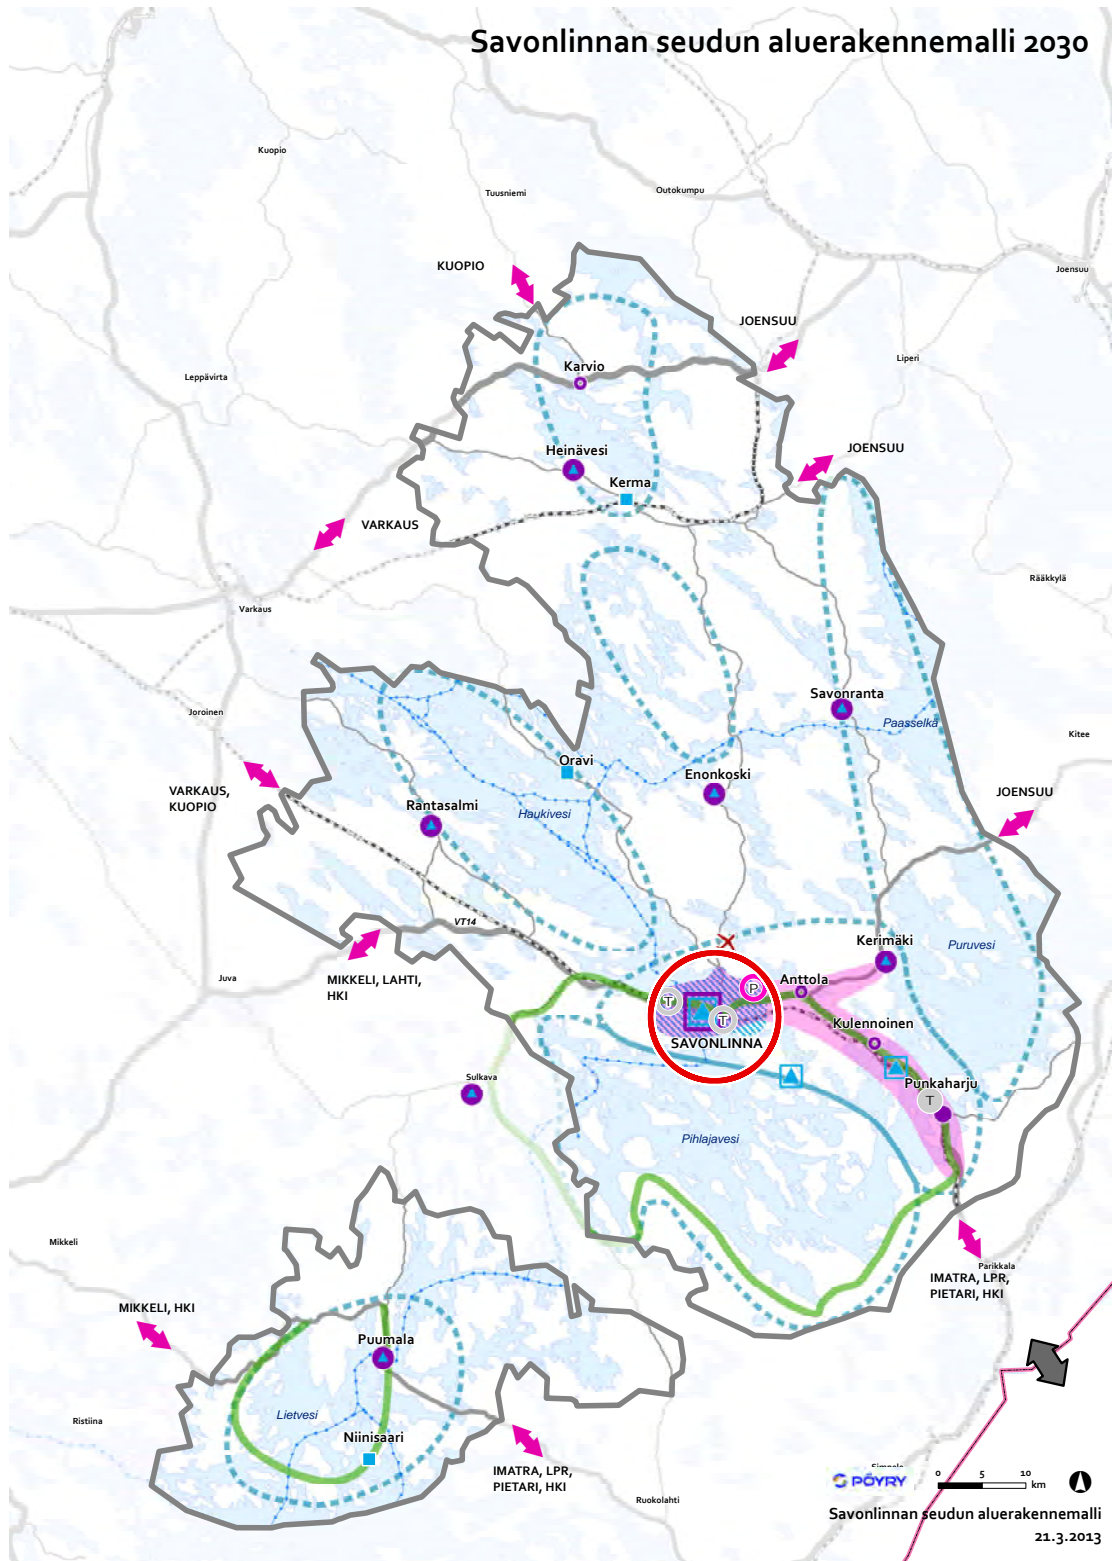 Savonlinnan seudun aluerakennemalli 2030
Kuopio
Tuusniemi
Outokumpu
KUOPIO
Joensuu
JOENSUU
Liperi
Karvio
Leppävirta
Heinävesi
JOENSUU
Kerma
VARKAUS
Rääkkylä
Varkaus
Savonranta
Joroinen
Paasselkä
Kitee
Oravi
Enonkoski
VARKAUS,
KUOPIO
JOENSUU
Rantasalmi
Haukivesi
VT14
Kerimäki
Puruvesi
Juva
MIKKELI, LAHTI,
HKI
Anttola
P
T
T
Kulennoinen
SAVONLINNA
Sulkava
Punkaharju
T
Pihlajavesi
Mikkeli
Parikkala
IMATRA, LPR,
PIETARI, HKI
MIKKELI, HKI
Puumala
Lietvesi
Ristiina
Niinisaari
IMATRA, LPR,
PIETARI, HKI
Ruokolahti
Simpele
PÖYRY
0 5 10
km
Savonlinnan seudun aluerakennemalli
21.3.2013